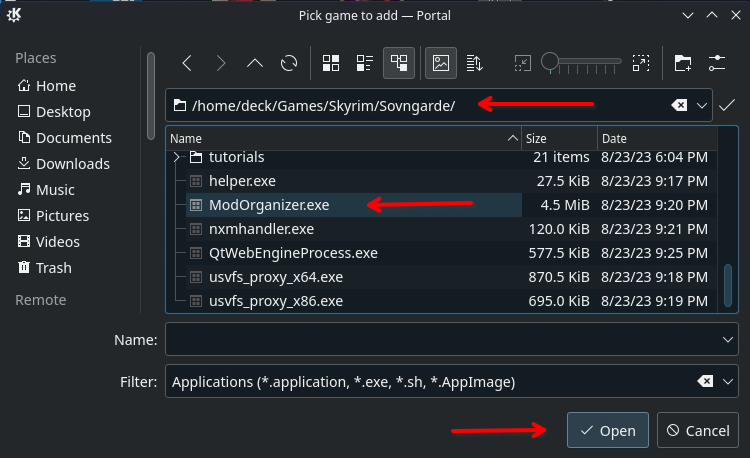 Pick game to add — Portal
Places
Home
Desktop
Documents
Downloads
Music
Pictures
Videos
Trash
Remote
/home/deck/Games/Skyrim/Sovngarde/
Name Size Date
tutorials 21 items 8/23/23 6:04 PM
helper.exe 27.5 KiB 8/23/23 9:17 PM
ModOrganizer.exe 4.5 MiB 8/23/23 9:20 PM
nxmhandler.exe 120.0 KiB 8/23/23 9:21 PM
QtWebEngineProcess.exe 577.5 KiB 8/23/23 9:25 PM
usvfs_proxy_x64.exe 870.5 KiB 8/23/23 9:18 PM
usvfs_proxy_x86.exe 695.0 KiB 8/23/23 9:19 PM
Name:
Filter: Applications (*.application, *.exe, *.sh, *.AppImage)
Open Cancel